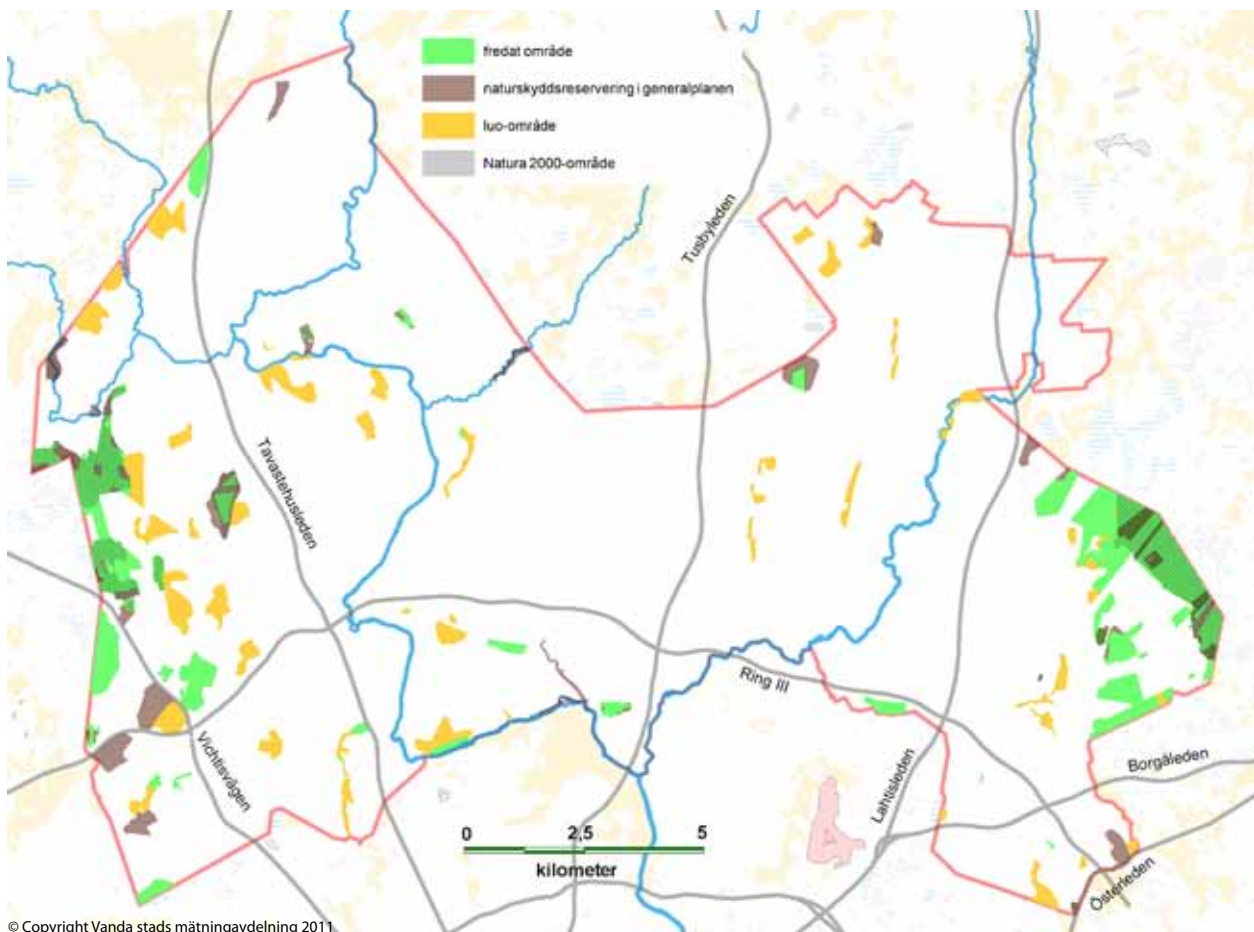 fredat område
naturskyddsreservering i generalplanen
luo-område
Natura 2000-område
Tusbyleden
Tavastehusleden
Ring III
Vichtisvägen
Lahtisleden
Borgåleden
Österleden
0 2,5 5
kilometer
© Copyright Vanda stads mätningavdelning 2011